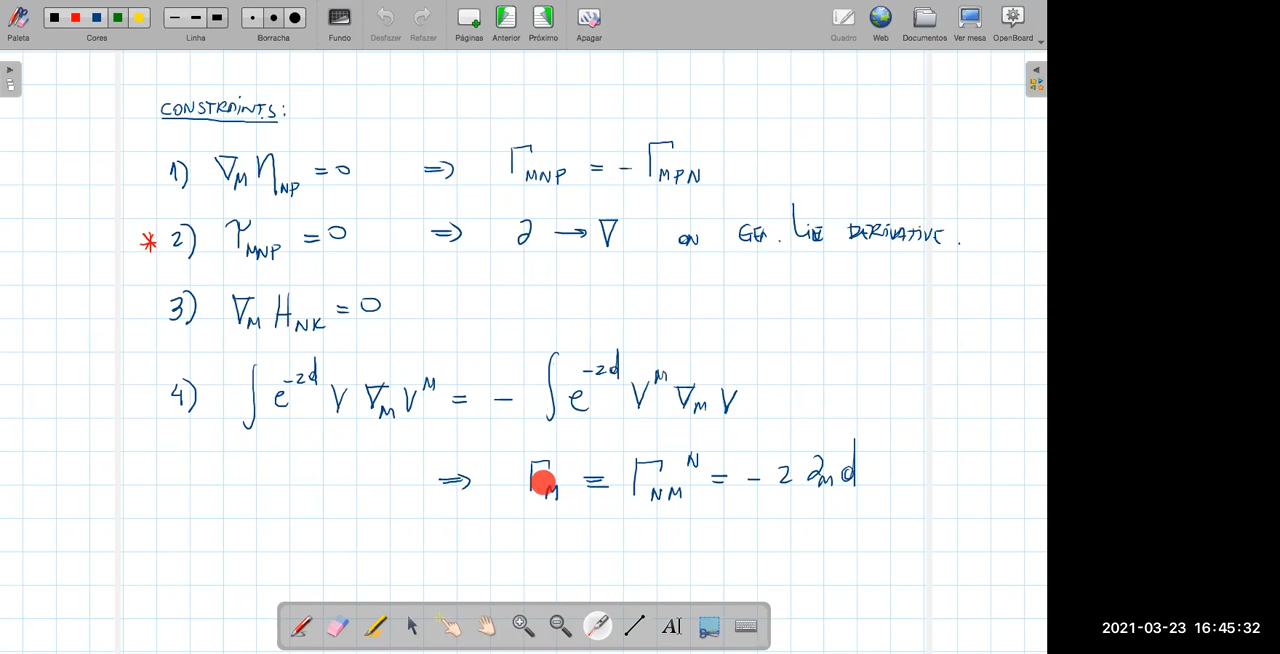 Paleta Cores Linha Borracha Fundo Desfazer Refazer Páginas Anterior Próximo Apagar Quadro Web Documentos Ver mesa OpenBoard
CONSTRAINTS:
1) ∇_M η_NP = 0 ⇒ Γ_MNP = - Γ_MPN
* 2) 𝒯_MNP = 0 ⇒ ∂ → ∇ ON GEN. LIE DERIVATIVE.
3) ∇_M H_NK = 0
4) ∫ e^{-2d} V ∇_M V^M = - ∫ e^{-2d} V^M ∇_M V
⇒ Γ_M ≡ Γ_NM^N = - 2 ∂_M d
AI
2021-03-23 16:45:32